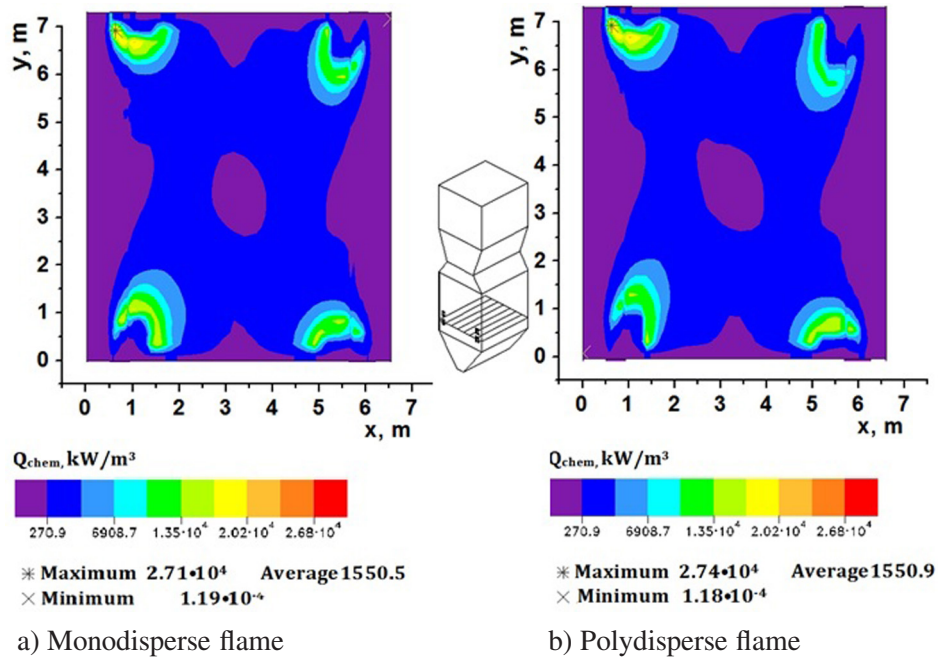 y, m
7
6
5
4
3
2
1
0
0 1 2 3 4 5 6 7
x, m
Qchem, kW/m³
270.9 6908.7 1.35·10⁴ 2.02·10⁴ 2.68·10⁴
✳ Maximum 2.71•10⁴ Average 1550.5
× Minimum 1.19•10⁻⁴
a) Monodisperse flame
y, m
7
6
5
4
3
2
1
0
0 1 2 3 4 5 6 7
x, m
Qchem, kW/m³
270.9 6908.7 1.35·10⁴ 2.02·10⁴ 2.68·10⁴
✳ Maximum 2.74•10⁴ Average 1550.9
× Minimum 1.18•10⁻⁴
b) Polydisperse flame